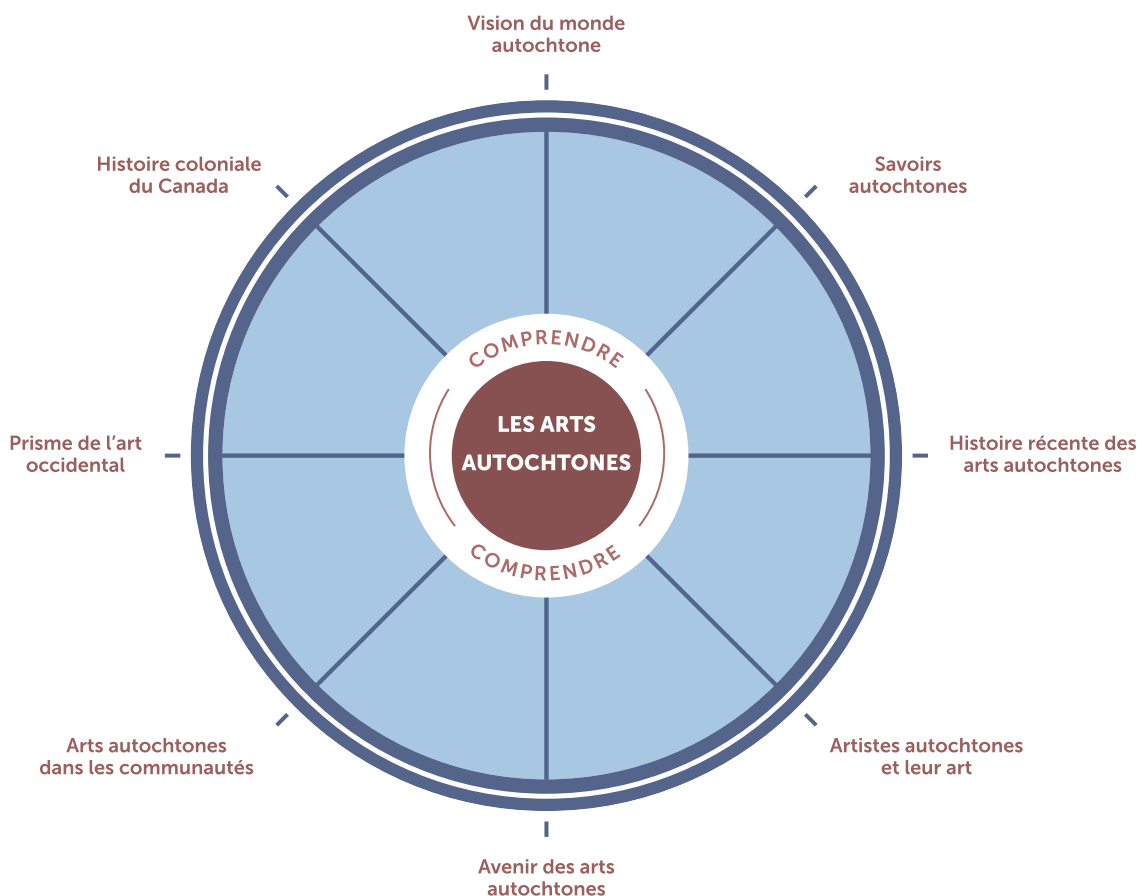 Vision du monde
autochtone
Histoire coloniale
du Canada
Savoirs
autochtones
COMPRENDRE
LES ARTS
AUTOCHTONES
COMPRENDRE
Prisme de l’art
occidental
Histoire récente des
arts autochtones
Arts autochtones
dans les communautés
Artistes autochtones
et leur art
Avenir des arts
autochtones